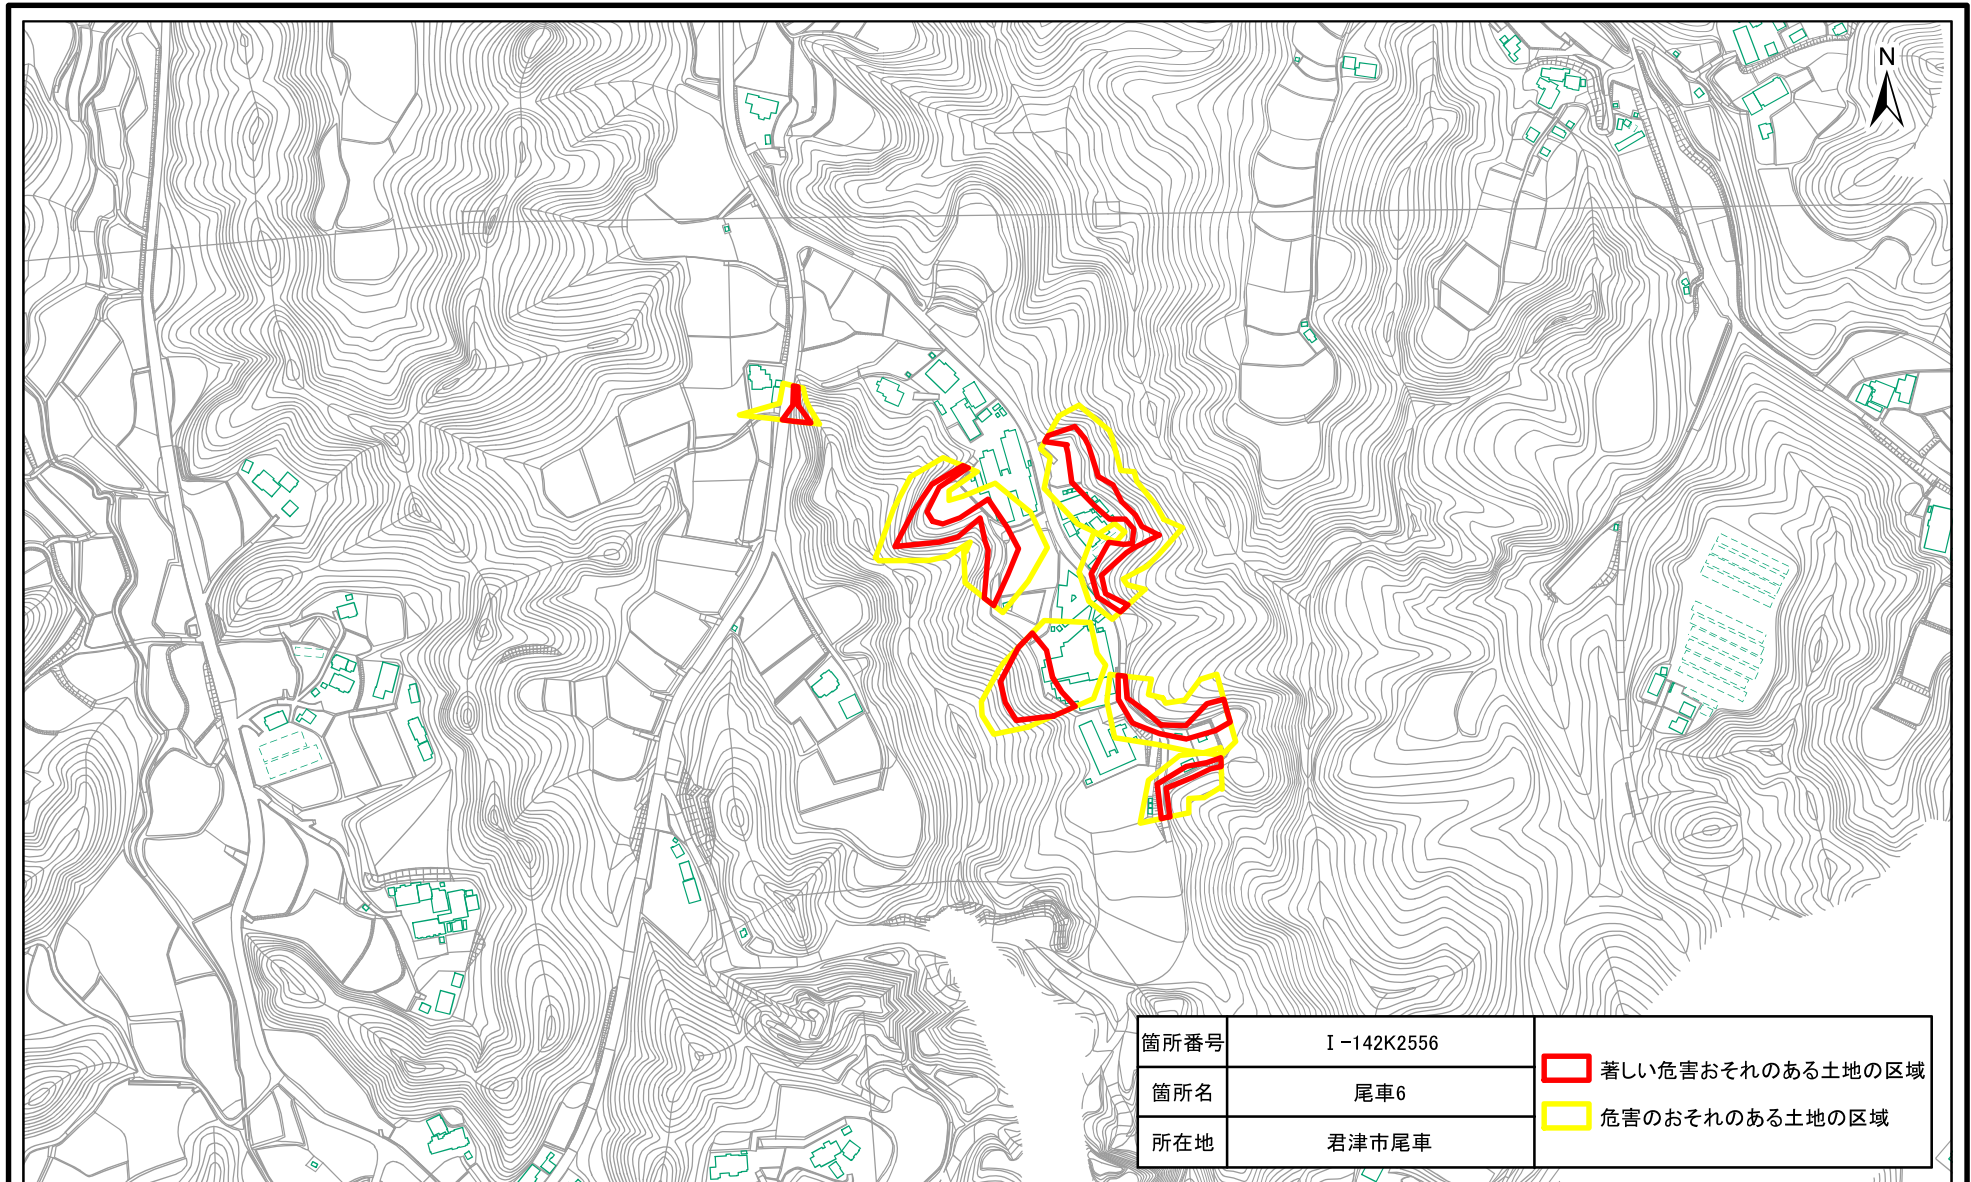 N
箇所番号 Ⅰ-142K2556
箇所名 尾車6
所在地 君津市尾車
著しい危害おそれのある土地の区域
危害のおそれのある土地の区域